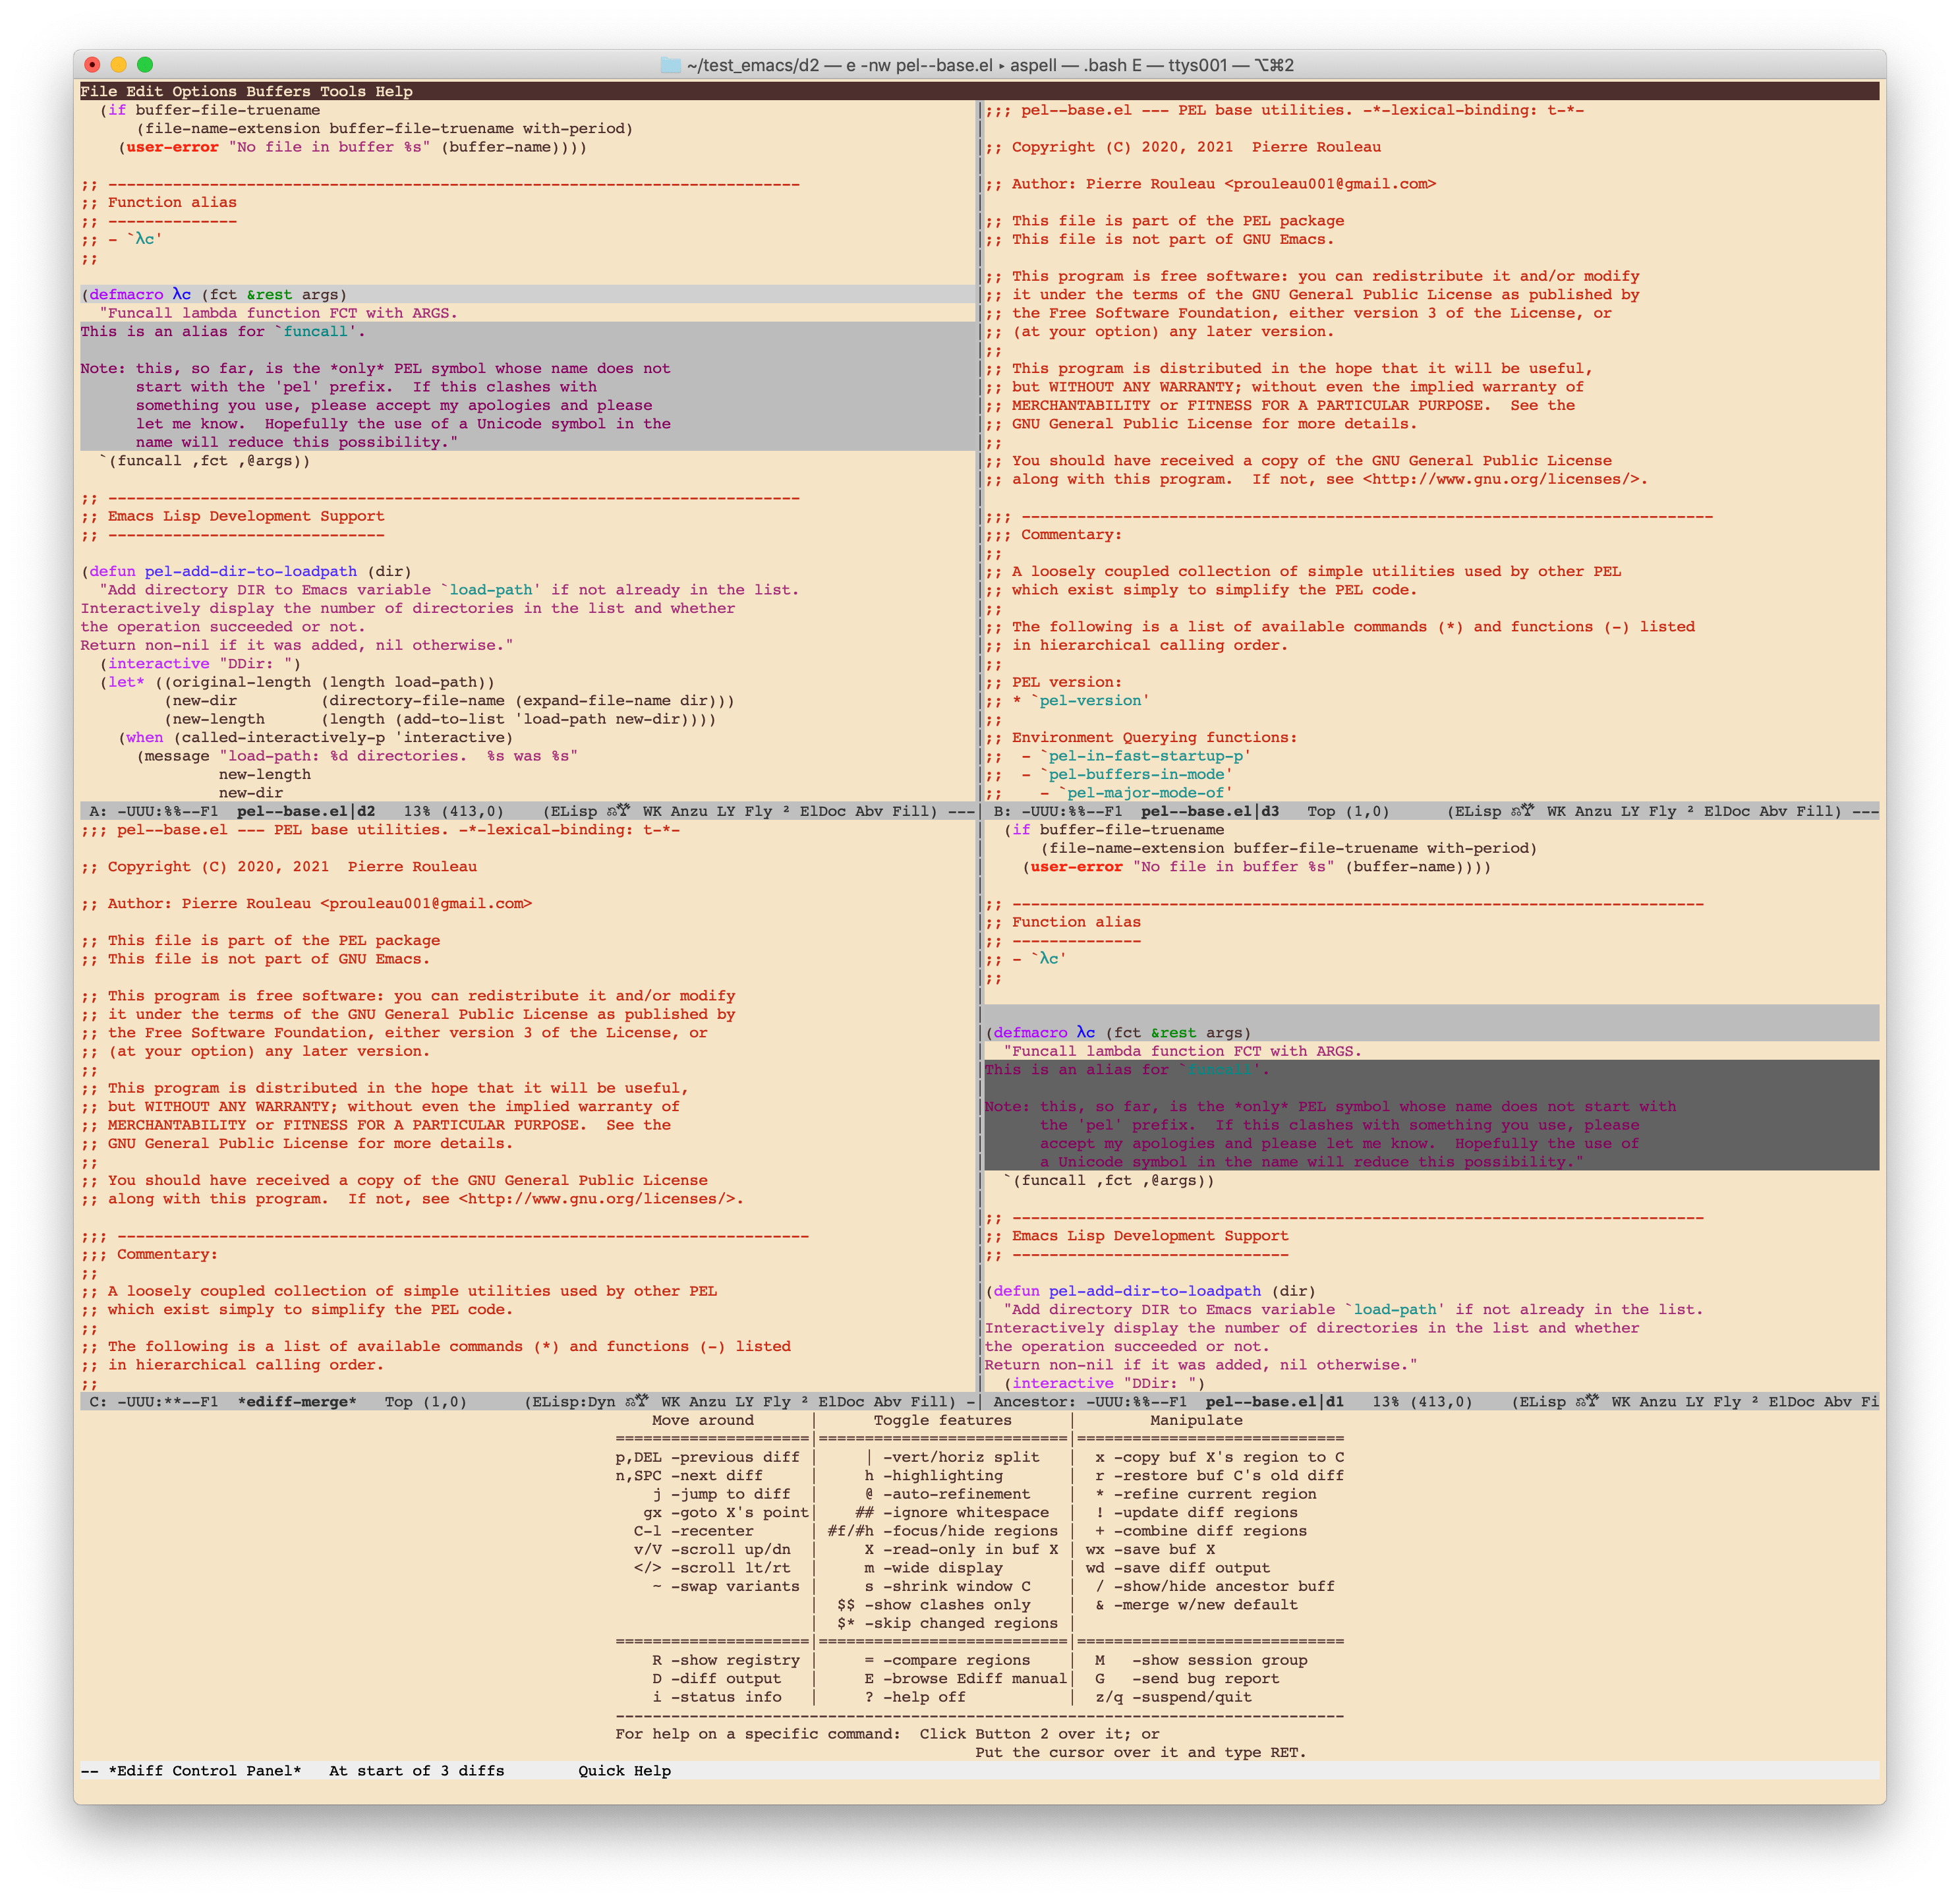 ~/test_emacs/d2 — e -nw pel--base.el ▸ aspell — .bash E — ttys001 — ⌥⌘2
File Edit Options Buffers Tools Help
  (if buffer-file-truename
      (file-name-extension buffer-file-truename with-period)
    (user-error "No file in buffer %s" (buffer-name))))

;; ---------------------------------------------------------------------------
;; Function alias
;; --------------
;; - `λc'
;;

(defmacro λc (fct &rest args)
  "Funcall lambda function FCT with ARGS.
This is an alias for `funcall'.

Note: this, so far, is the *only* PEL symbol whose name does not
      start with the 'pel' prefix.  If this clashes with
      something you use, please accept my apologies and please
      let me know.  Hopefully the use of a Unicode symbol in the
      name will reduce this possibility."
  `(funcall ,fct ,@args))

;; ---------------------------------------------------------------------------
;; Emacs Lisp Development Support
;; ------------------------------

(defun pel-add-dir-to-loadpath (dir)
  "Add directory DIR to Emacs variable `load-path' if not already in the list.
Interactively display the number of directories in the list and whether
the operation succeeded or not.
Return non-nil if it was added, nil otherwise."
  (interactive "DDir: ")
  (let* ((original-length (length load-path))
         (new-dir         (directory-file-name (expand-file-name dir)))
         (new-length      (length (add-to-list 'load-path new-dir))))
    (when (called-interactively-p 'interactive)
      (message "load-path: %d directories.  %s was %s"
               new-length
               new-dir
A: -UUU:%%--F1  pel--base.el|d2   13% (413,0)    (ELisp WK Anzu LY Fly ² ElDoc Abv Fill) ---
;;; pel--base.el --- PEL base utilities. -*-lexical-binding: t-*-

;; Copyright (C) 2020, 2021  Pierre Rouleau

;; Author: Pierre Rouleau <prouleau001@gmail.com>

;; This file is part of the PEL package
;; This file is not part of GNU Emacs.

;; This program is free software: you can redistribute it and/or modify
;; it under the terms of the GNU General Public License as published by
;; the Free Software Foundation, either version 3 of the License, or
;; (at your option) any later version.
;;
;; This program is distributed in the hope that it will be useful,
;; but WITHOUT ANY WARRANTY; without even the implied warranty of
;; MERCHANTABILITY or FITNESS FOR A PARTICULAR PURPOSE.  See the
;; GNU General Public License for more details.
;;
;; You should have received a copy of the GNU General Public License
;; along with this program.  If not, see <http://www.gnu.org/licenses/>.

;;; ---------------------------------------------------------------------------
;;; Commentary:
;;
;; A loosely coupled collection of simple utilities used by other PEL
;; which exist simply to simplify the PEL code.
;;
;; The following is a list of available commands (*) and functions (-) listed
;; in hierarchical calling order.
;;
;; PEL version:
;; * `pel-version'
;;
;; Environment Querying functions:
;;  - `pel-in-fast-startup-p'
;;  - `pel-buffers-in-mode'
;;    - `pel-major-mode-of'
B: -UUU:%%--F1  pel--base.el|d3   Top (1,0)      (ELisp WK Anzu LY Fly ² ElDoc Abv Fill) ---
;;; pel--base.el --- PEL base utilities. -*-lexical-binding: t-*-

;; Copyright (C) 2020, 2021  Pierre Rouleau

;; Author: Pierre Rouleau <prouleau001@gmail.com>

;; This file is part of the PEL package
;; This file is not part of GNU Emacs.

;; This program is free software: you can redistribute it and/or modify
;; it under the terms of the GNU General Public License as published by
;; the Free Software Foundation, either version 3 of the License, or
;; (at your option) any later version.
;;
;; This program is distributed in the hope that it will be useful,
;; but WITHOUT ANY WARRANTY; without even the implied warranty of
;; MERCHANTABILITY or FITNESS FOR A PARTICULAR PURPOSE.  See the
;; GNU General Public License for more details.
;;
;; You should have received a copy of the GNU General Public License
;; along with this program.  If not, see <http://www.gnu.org/licenses/>.

;;; ---------------------------------------------------------------------------
;;; Commentary:
;;
;; A loosely coupled collection of simple utilities used by other PEL
;; which exist simply to simplify the PEL code.
;;
;; The following is a list of available commands (*) and functions (-) listed
;; in hierarchical calling order.
;;
C: -UUU:**--F1  *ediff-merge*   Top (1,0)      (ELisp:Dyn WK Anzu LY Fly ² ElDoc Abv Fill) -
  (if buffer-file-truename
      (file-name-extension buffer-file-truename with-period)
    (user-error "No file in buffer %s" (buffer-name))))

;; ---------------------------------------------------------------------------
;; Function alias
;; --------------
;; - `λc'
;;

(defmacro λc (fct &rest args)
  "Funcall lambda function FCT with ARGS.
This is an alias for `funcall'.

Note: this, so far, is the *only* PEL symbol whose name does not start with
      the 'pel' prefix.  If this clashes with something you use, please
      accept my apologies and please let me know.  Hopefully the use of
      a Unicode symbol in the name will reduce this possibility."
  `(funcall ,fct ,@args))

;; ---------------------------------------------------------------------------
;; Emacs Lisp Development Support
;; ------------------------------

(defun pel-add-dir-to-loadpath (dir)
  "Add directory DIR to Emacs variable `load-path' if not already in the list.
Interactively display the number of directories in the list and whether
the operation succeeded or not.
Return non-nil if it was added, nil otherwise."
  (interactive "DDir: ")
Ancestor: -UUU:%%--F1  pel--base.el|d1   13% (413,0)    (ELisp WK Anzu LY Fly ² ElDoc Abv Fi
    Move around      |      Toggle features      |        Manipulate
=====================|===========================|=============================
p,DEL -previous diff |     | -vert/horiz split   |  x -copy buf X's region to C
n,SPC -next diff     |     h -highlighting       |  r -restore buf C's old diff
    j -jump to diff  |     @ -auto-refinement    |  * -refine current region
   gx -goto X's point|    ## -ignore whitespace  |  ! -update diff regions
  C-l -recenter      | #f/#h -focus/hide regions |  + -combine diff regions
  v/V -scroll up/dn  |     X -read-only in buf X | wx -save buf X
  </> -scroll lt/rt  |     m -wide display       | wd -save diff output
    ~ -swap variants |     s -shrink window C    |  / -show/hide ancestor buff
                     |  $$ -show clashes only    |  & -merge w/new default
                     |  $* -skip changed regions |
=====================|===========================|=============================
    R -show registry |     = -compare regions    |  M   -show session group
    D -diff output   |     E -browse Ediff manual|  G   -send bug report
    i -status info   |     ? -help off           |  z/q -suspend/quit
-------------------------------------------------------------------------------
For help on a specific command:  Click Button 2 over it; or
                                       Put the cursor over it and type RET.
-- *Ediff Control Panel*   At start of 3 diffs        Quick Help